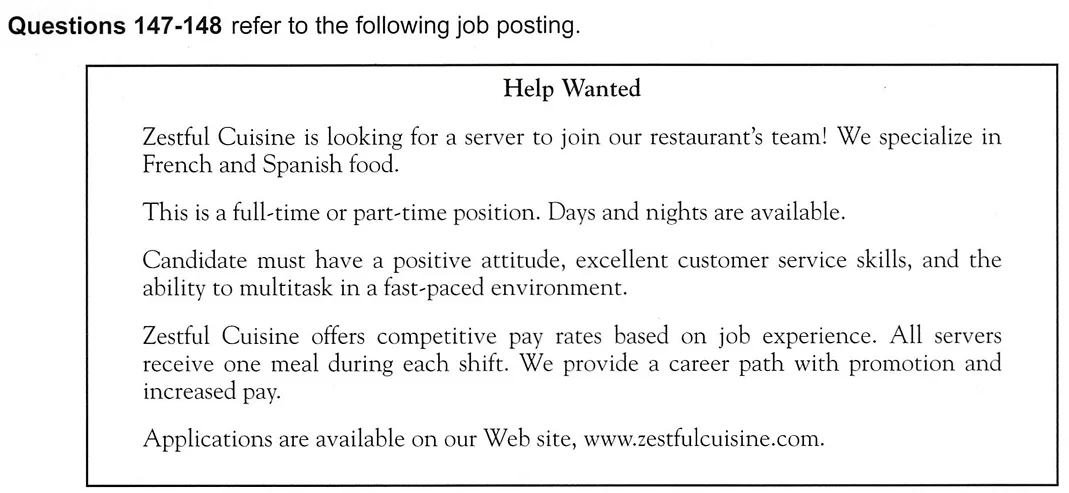 Questions 147-148 refer to the following job posting.
Help Wanted
Zestful Cuisine is looking for a server to join our restaurant's team! We specialize in
French and Spanish food.
This is a full-time or part-time position. Days and nights are available.
Candidate must have a positive attitude, excellent customer service skills, and the
ability to multitask in a fast-paced environment.
Zestful Cuisine offers competitive pay rates based on job experience. All servers
receive one meal during each shift. We provide a career path with promotion and
increased pay.
Applications are available on our Web site, www.zestfulcuisine.com.